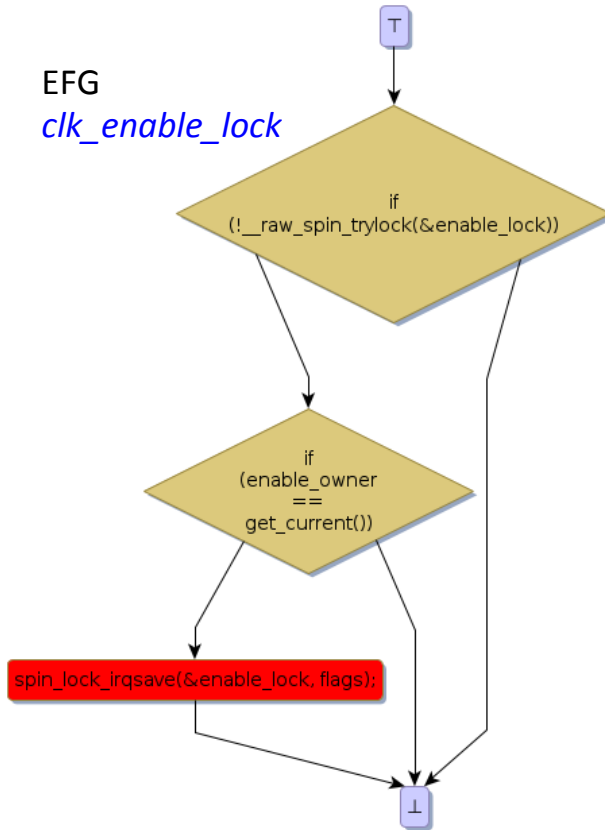 ⊤
EFG
clk_enable_lock
if
(!__raw_spin_trylock(&enable_lock))
if
(enable_owner
==
get_current())
spin_lock_irqsave(&enable_lock, flags);
⊥